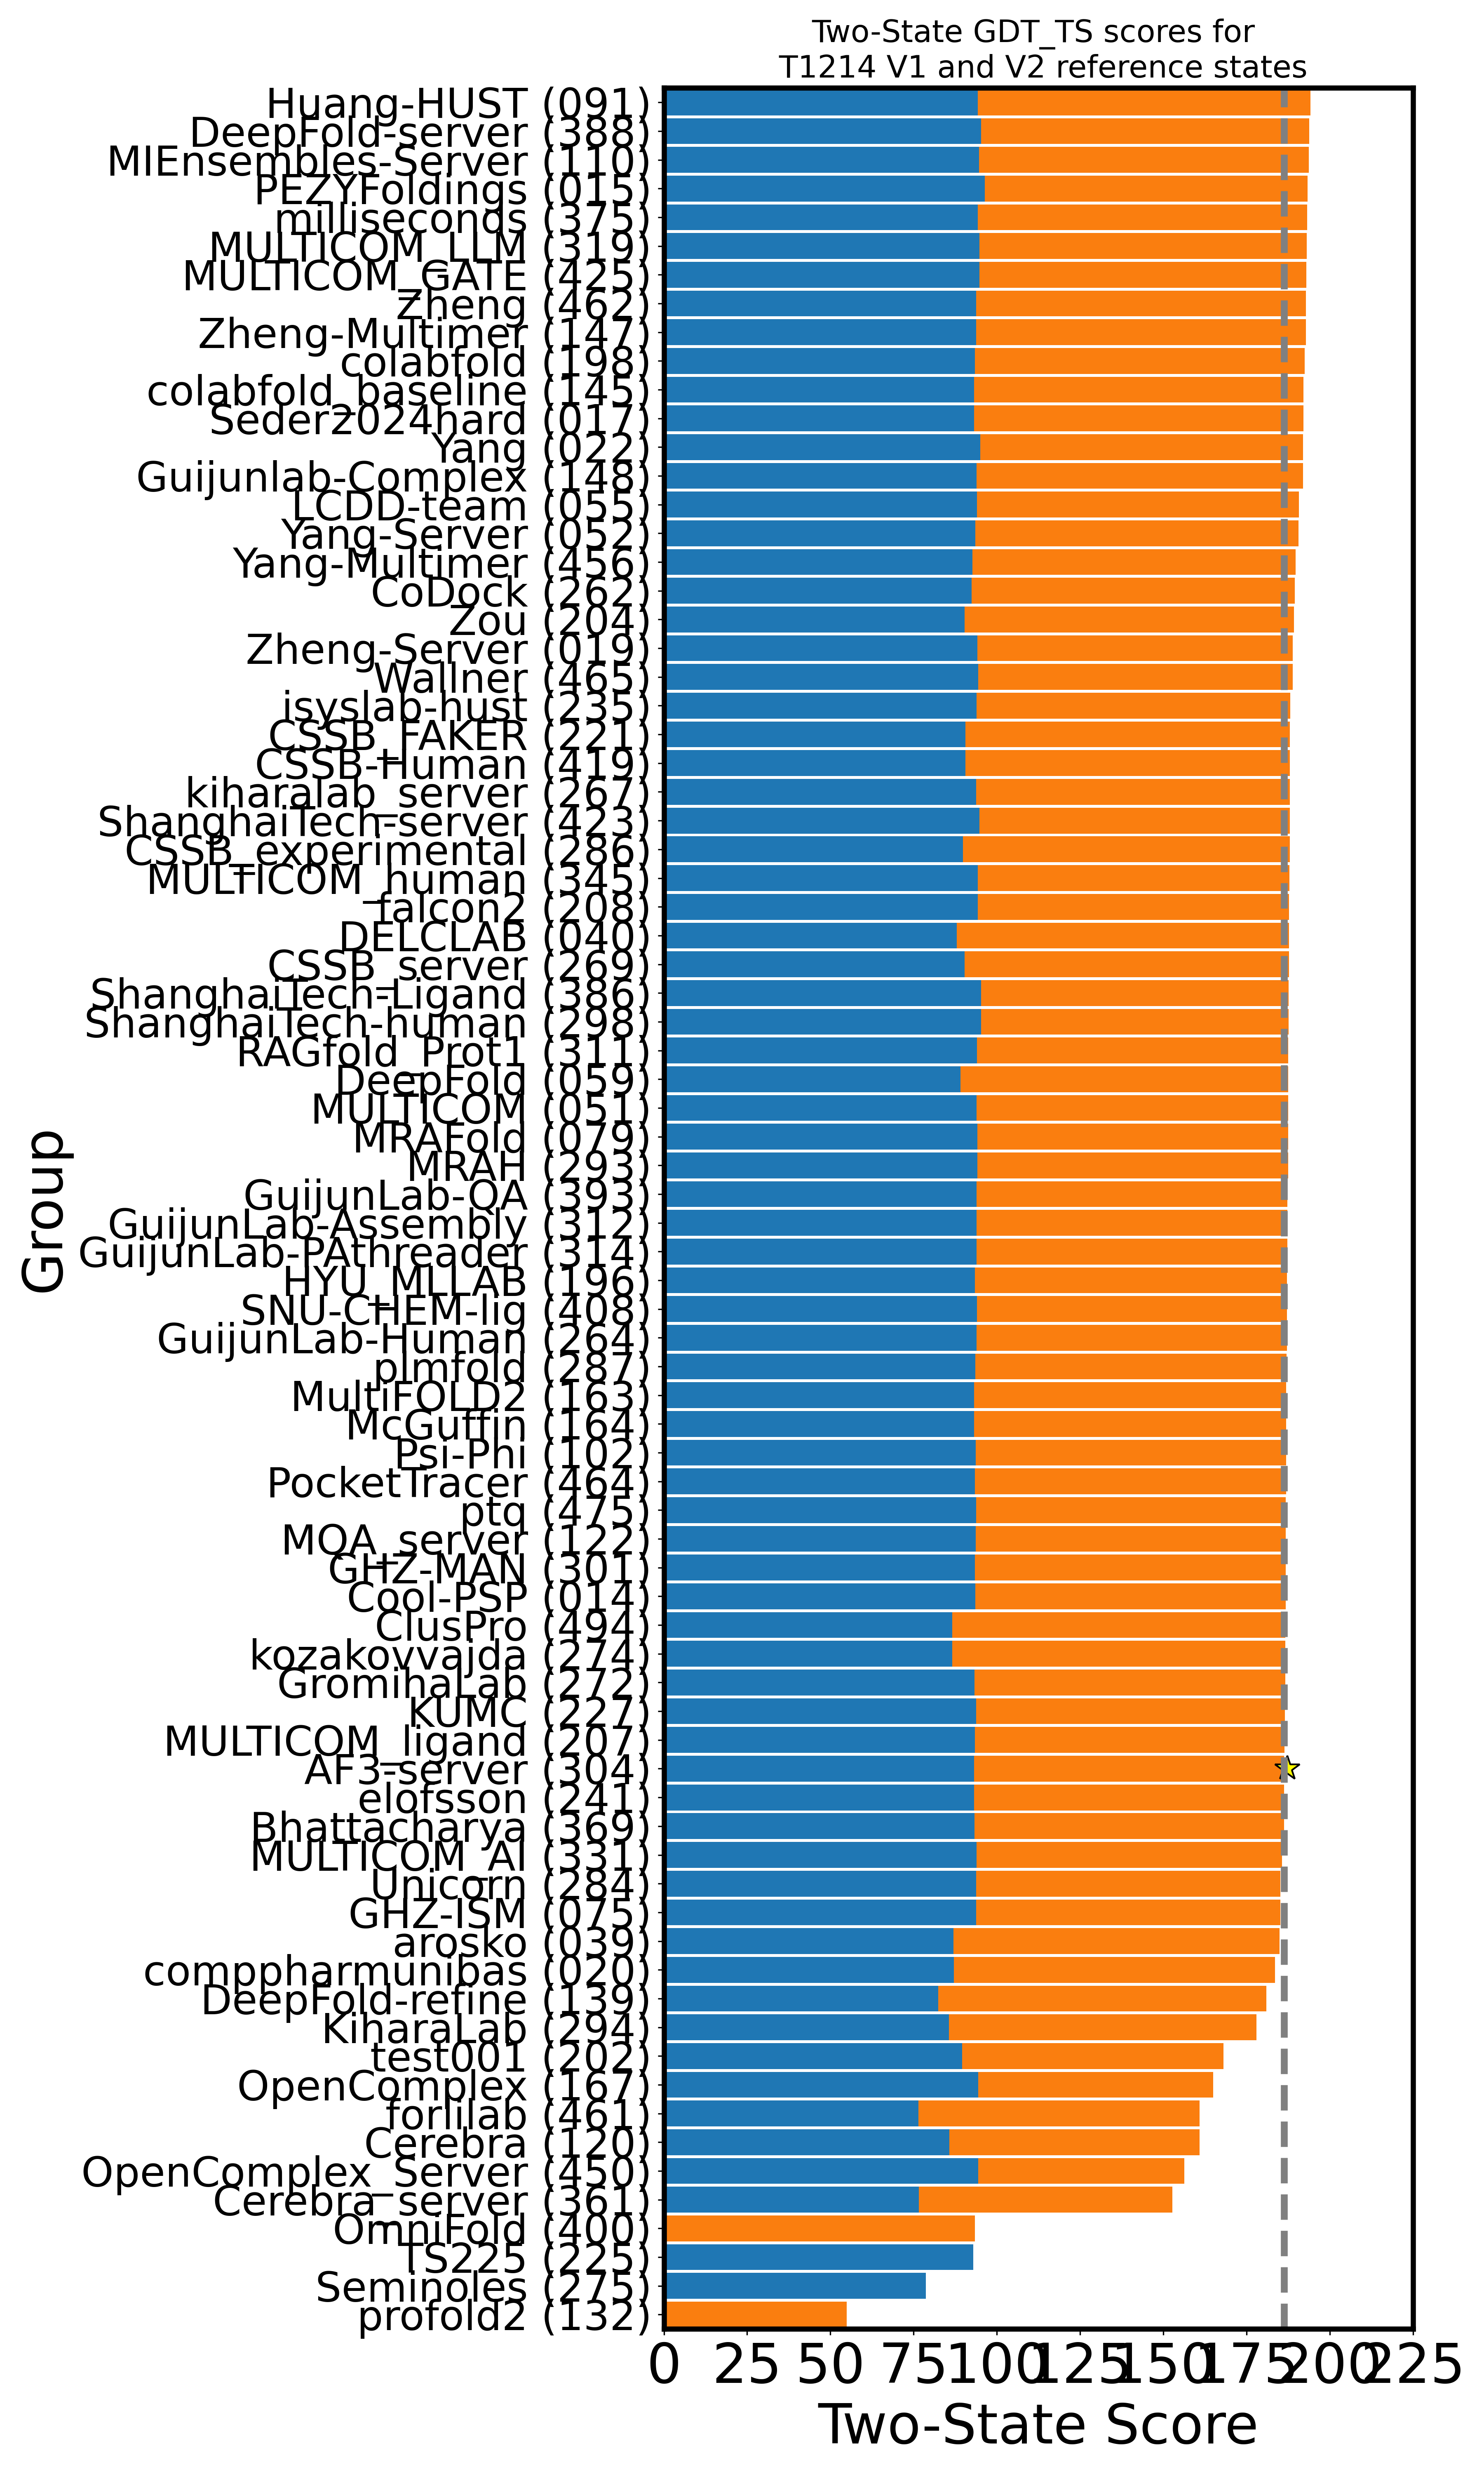 Two-State GDT_TS scores for
T1214 V1 and V2 reference states
Huang-HUST (091)
DeepFold-server (388)
MIEnsembles-Server (110)
PEZYFoldings (015)
milliseconds (375)
MULTICOM_LLM (319)
MULTICOM_GATE (425)
Zheng (462)
Zheng-Multimer (147)
colabfold (198)
colabfold_baseline (145)
Seder2024hard (017)
Yang (022)
Guijunlab-Complex (148)
LCDD-team (055)
Yang-Server (052)
Yang-Multimer (456)
CoDock (262)
Zou (204)
Zheng-Server (019)
Wallner (465)
isyslab-hust (235)
CSSB_FAKER (221)
CSSB-Human (419)
kiharalab_server (267)
ShanghaiTech-server (423)
CSSB_experimental (286)
MULTICOM_human (345)
falcon2 (208)
DELCLAB (040)
CSSB_server (269)
ShanghaiTech-Ligand (386)
ShanghaiTech-human (298)
RAGfold_Prot1 (311)
DeepFold (059)
MULTICOM (051)
MRAFold (079)
MRAH (293)
GuijunLab-QA (393)
GuijunLab-Assembly (312)
GuijunLab-PAthreader (314)
HYU_MLLAB (196)
SNU-CHEM-lig (408)
GuijunLab-Human (264)
plmfold (287)
MultiFOLD2 (163)
McGuffin (164)
Psi-Phi (102)
PocketTracer (464)
ptq (475)
MQA_server (122)
GHZ-MAN (301)
Cool-PSP (014)
ClusPro (494)
kozakovvajda (274)
GromihaLab (272)
KUMC (227)
MULTICOM_ligand (207)
AF3-server (304)
elofsson (241)
Bhattacharya (369)
MULTICOM_AI (331)
Unicorn (284)
GHZ-ISM (075)
arosko (039)
comppharmunibas (020)
DeepFold-refine (139)
KiharaLab (294)
test001 (202)
OpenComplex (167)
forlilab (461)
Cerebra (120)
OpenComplex_Server (450)
Cerebra_server (361)
OmniFold (400)
TS225 (225)
Seminoles (275)
profold2 (132)
Group
0 25 50 75 100 125 150 175 200 225
Two-State Score